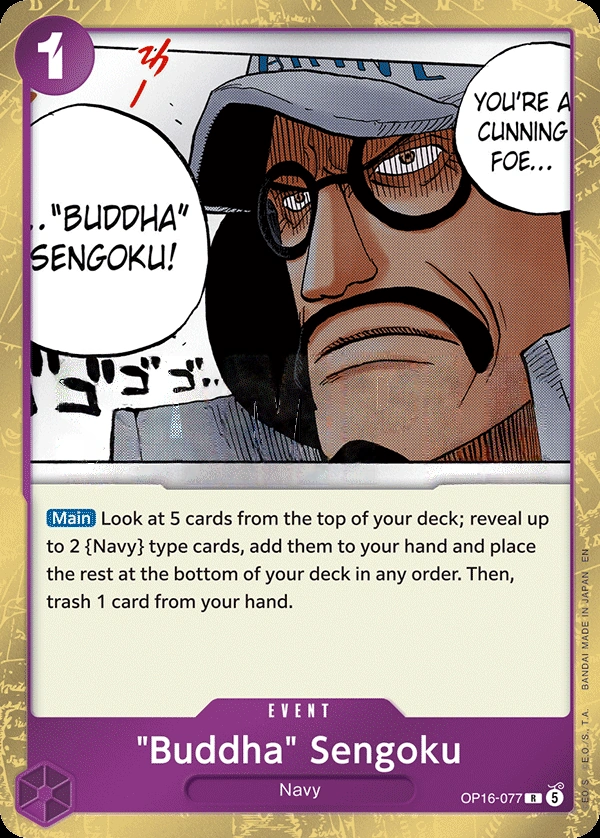 1
YOU'RE A
CUNNING
FOE...
.."BUDDHA"
SENGOKU!
ゴゴゴ...
Main Look at 5 cards from the top of your deck; reveal up
to 2 {Navy} type cards, add them to your hand and place
the rest at the bottom of your deck in any order. Then,
trash 1 card from your hand.
EVENT
"Buddha" Sengoku
Navy
OP16-077 R 5
©E.O./S., T.A. BANDAI MADE IN JAPAN EN